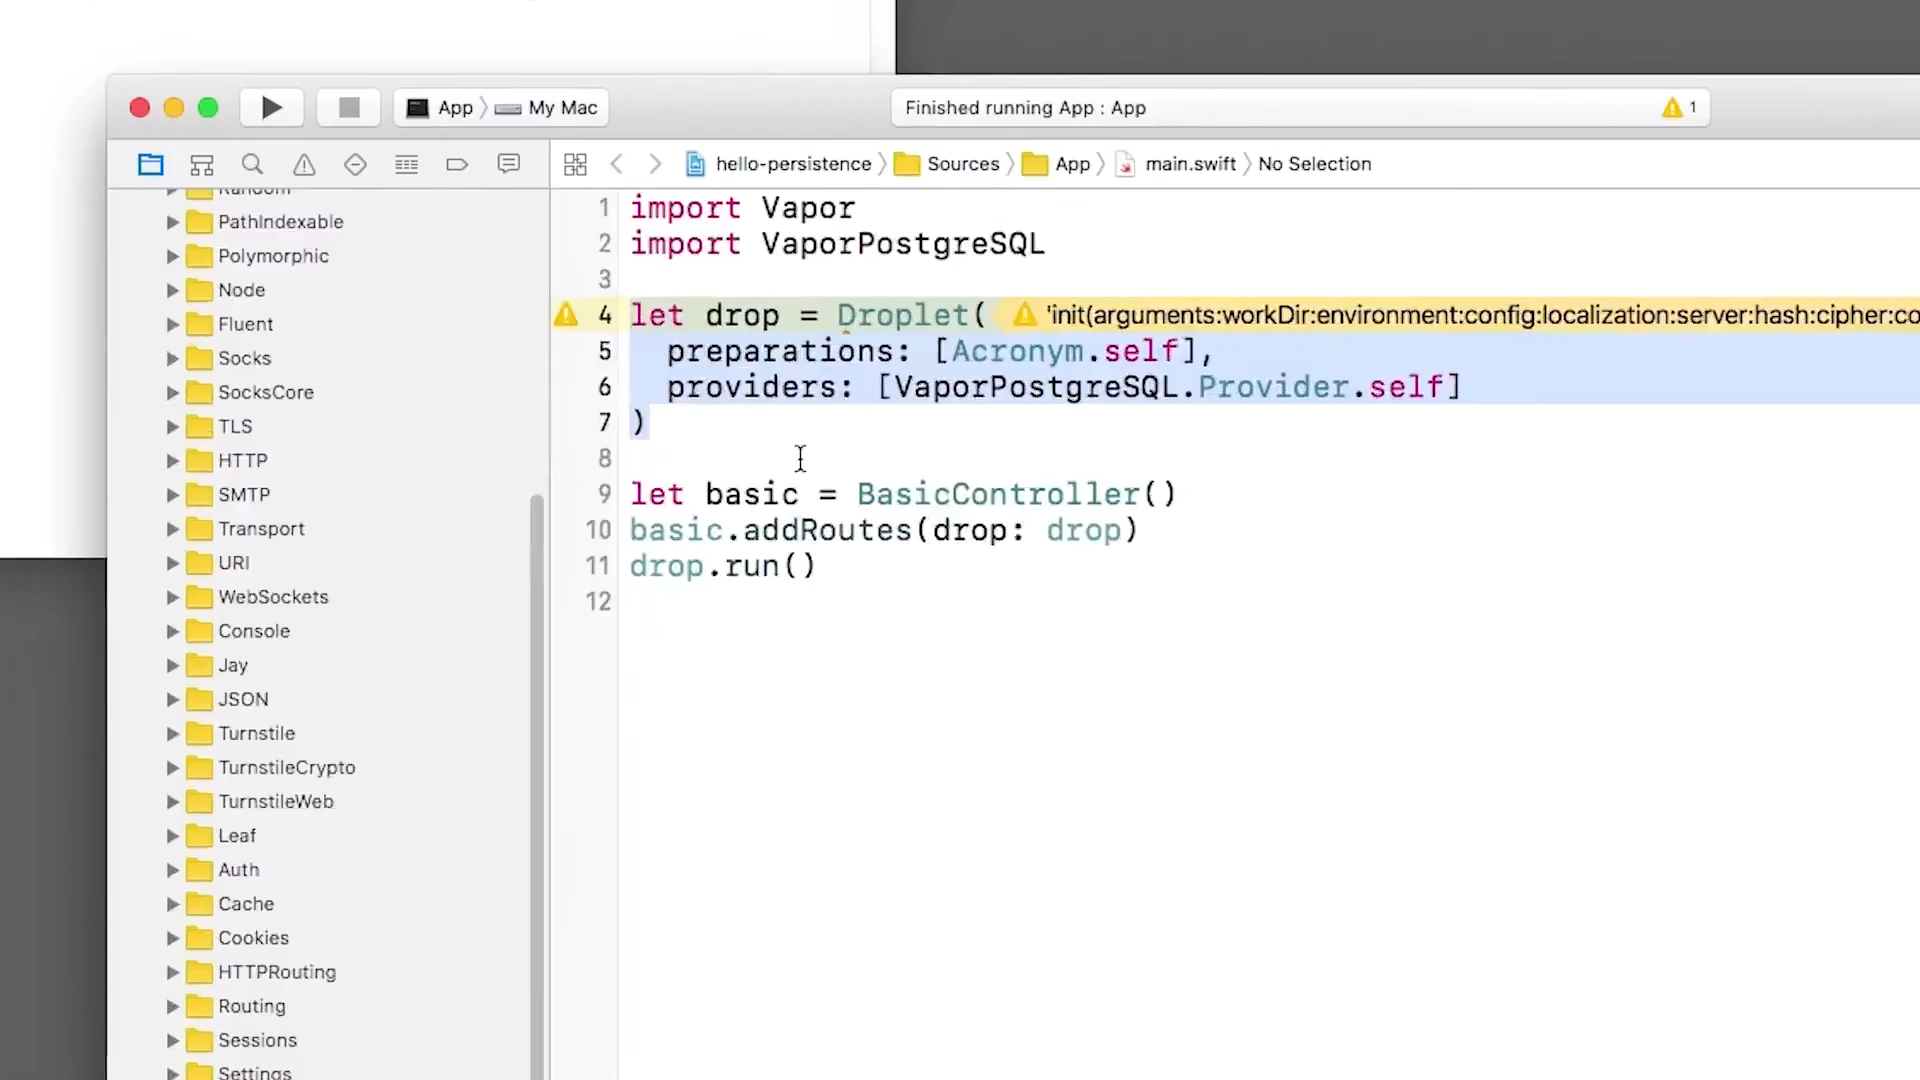 App
My Mac
Finished running App : App
1
hello-persistence
Sources
App
main.swift
No Selection
Random
PathIndexable
Polymorphic
Node
Fluent
Socks
SocksCore
TLS
HTTP
SMTP
Transport
URI
WebSockets
Console
Jay
JSON
Turnstile
TurnstileCrypto
TurnstileWeb
Leaf
Auth
Cache
Cookies
HTTPRouting
Routing
Sessions
Settings
1 import Vapor
2 import VaporPostgreSQL
3
4 let drop = Droplet( 'init(arguments:workDir:environment:config:localization:server:hash:cipher:co
5 preparations: [Acronym.self],
6 providers: [VaporPostgreSQL.Provider.self]
7 )
8
9 let basic = BasicController()
10 basic.addRoutes(drop: drop)
11 drop.run()
12